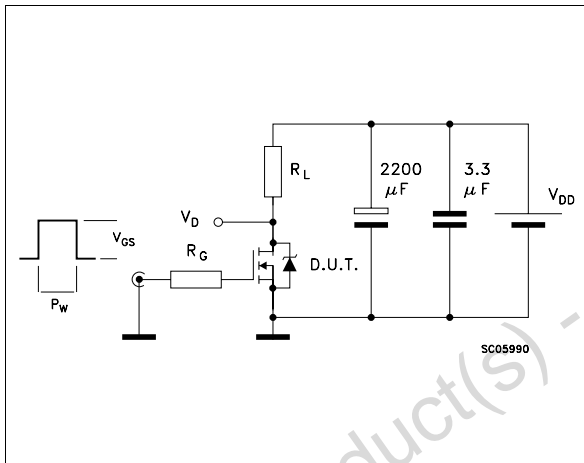 R_L
2200
μF
3.3
μF
V_DD
V_D
V_GS
R_G
D.U.T.
P_W
SC05990
duct(s) -